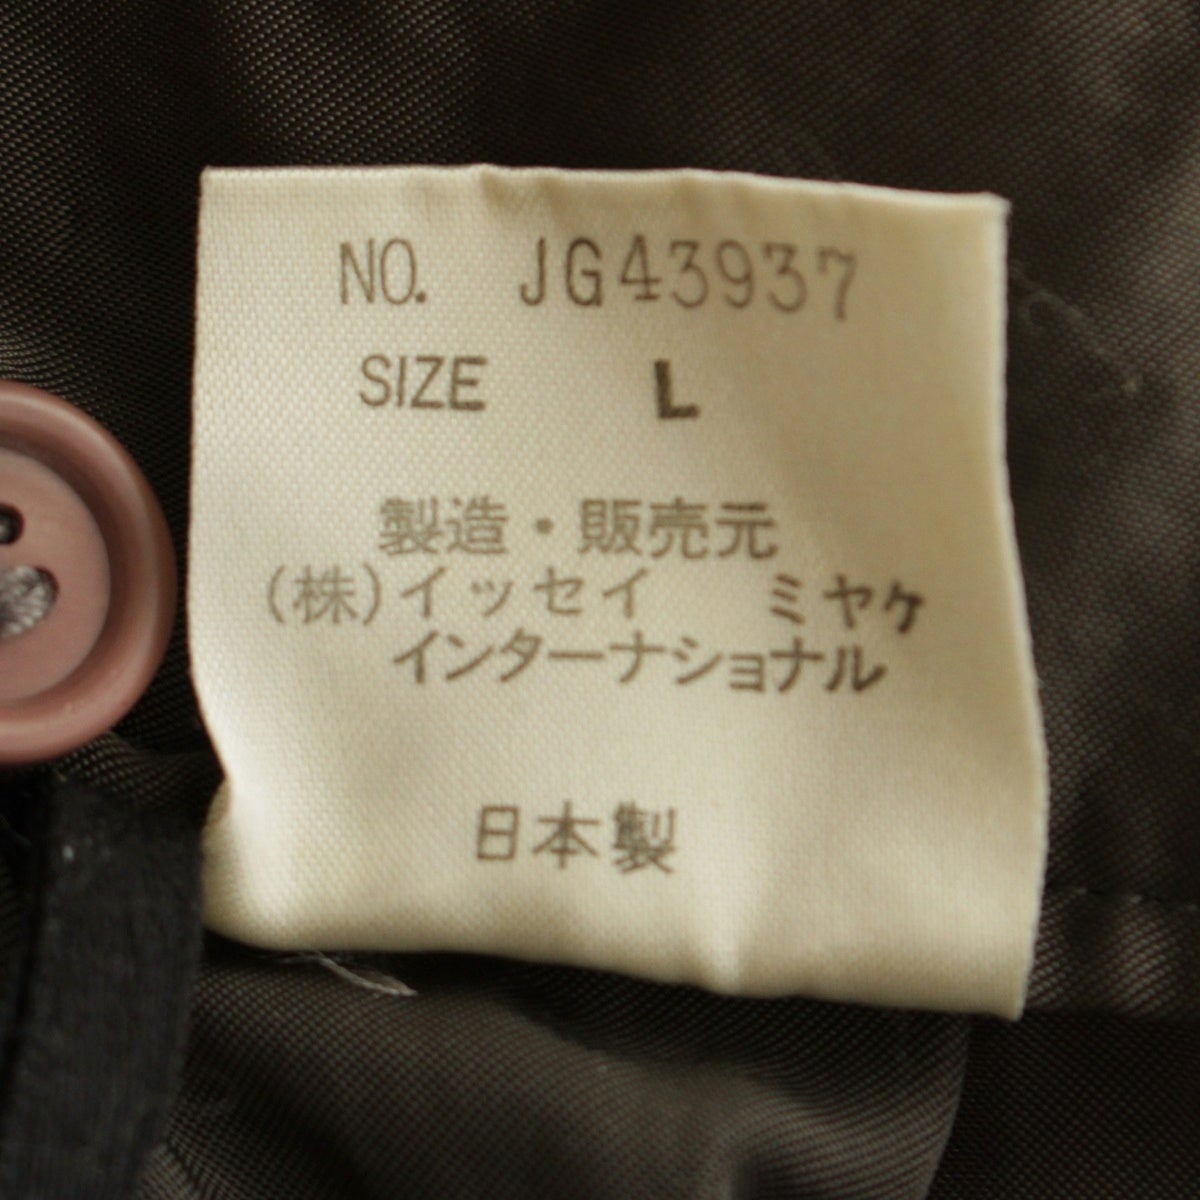 NO. JG43937
SIZE L
製造・販売元
(株)イッセイ ミヤケ
インターナショナル
日本製